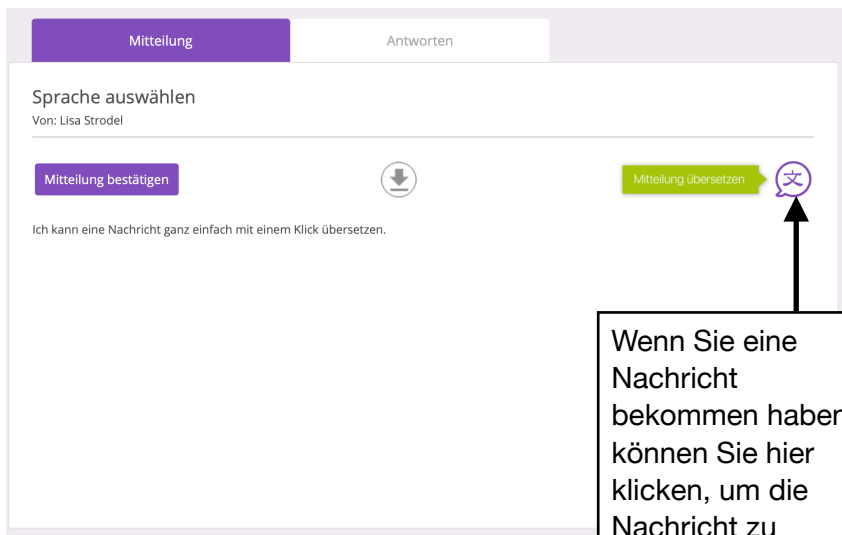 Mitteilung
Antworten
Sprache auswählen
Von: Lisa Strodel
Mitteilung bestätigen
Mitteilung übersetzen
文
Ich kann eine Nachricht ganz einfach mit einem Klick übersetzen.
Wenn Sie eine
Nachricht
bekommen haben
können Sie hier
klicken, um die
Nachricht zu